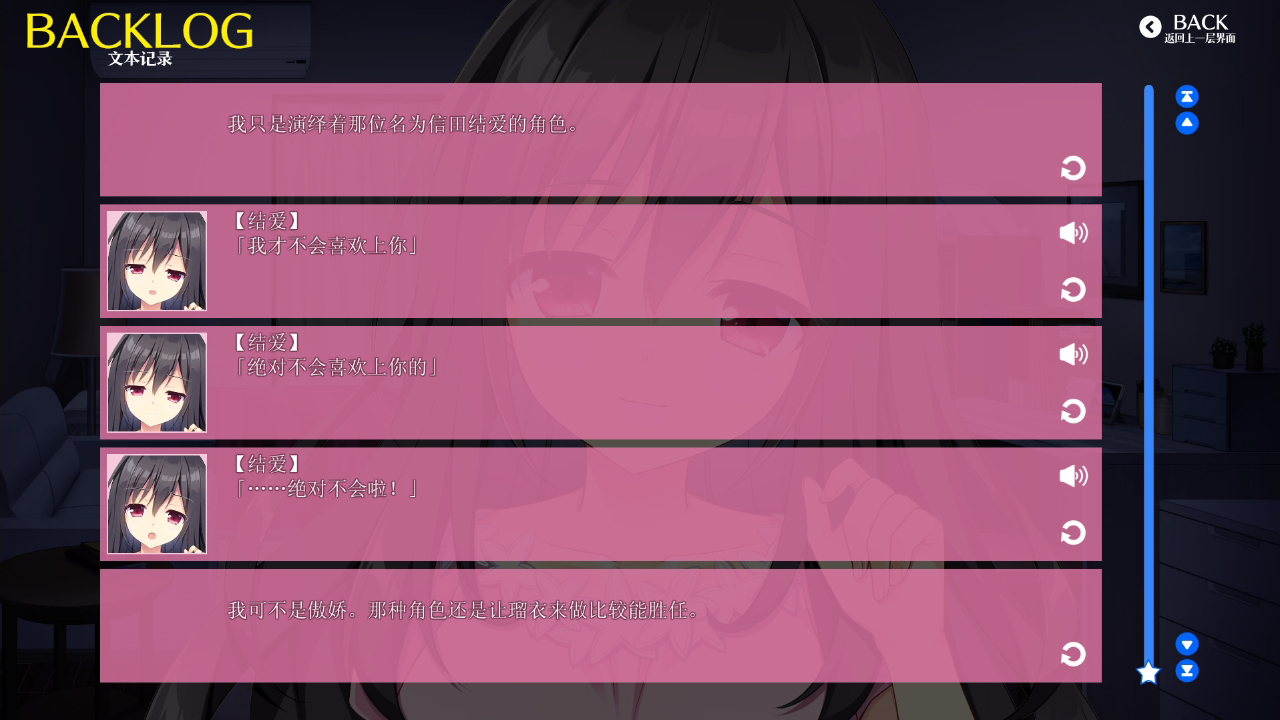 BACKLOG
文本记录
BACK
返回上一层界面
我只是演绎着那位名为信田结爱的角色。
【结爱】
「我才不会喜欢上你」
【结爱】
「绝对不会喜欢上你的」
【结爱】
「……绝对不会啦！」
我可不是傲娇。那种角色还是让瑠衣来做比较能胜任。